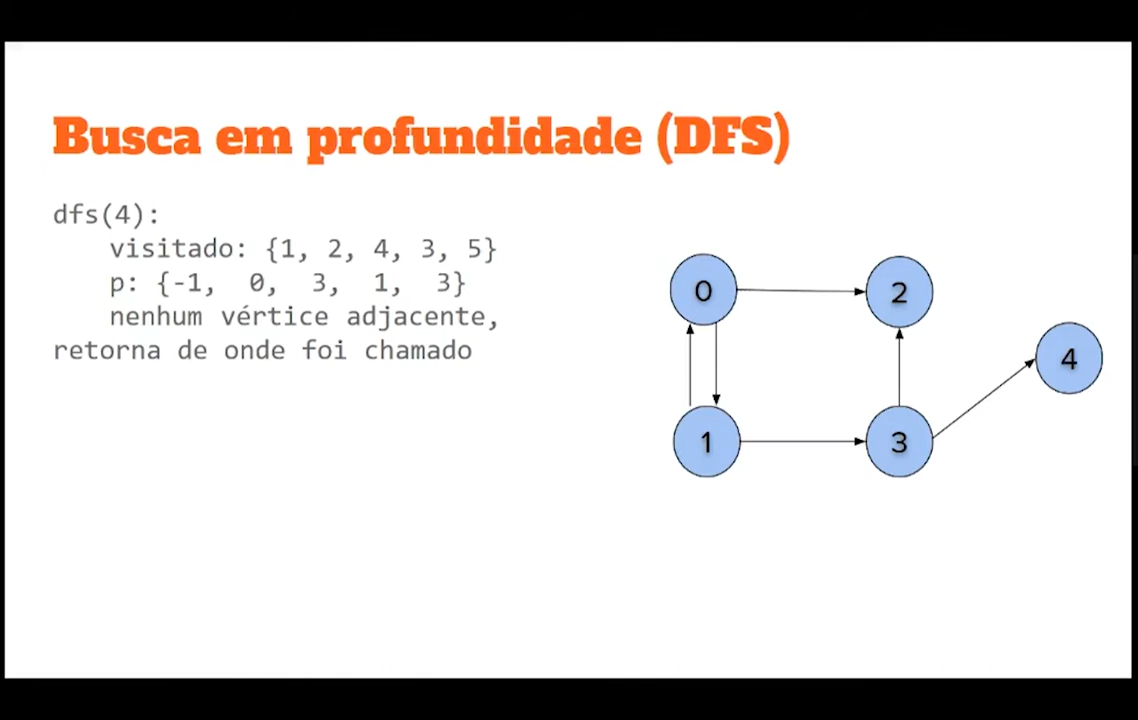 Busca em profundidade (DFS)
dfs(4):
visitado: {1, 2, 4, 3, 5}
p: {-1, 0, 3, 1, 3}
nenhum vértice adjacente,
retorna de onde foi chamado
0
2
4
1
3